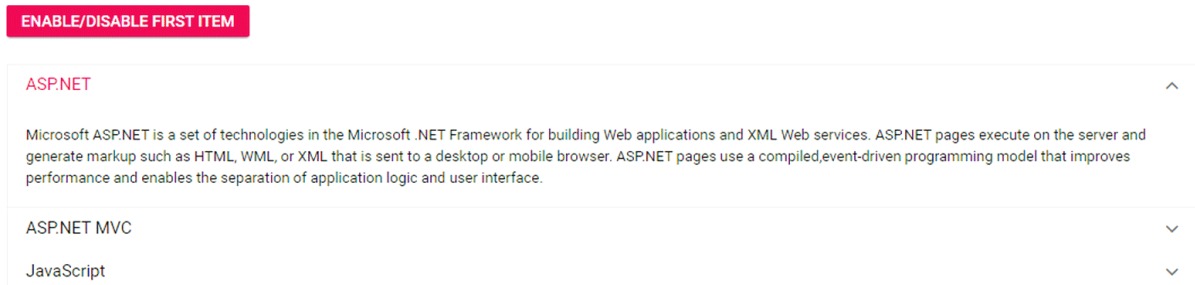 ENABLE/DISABLE FIRST ITEM
ASP.NET
Microsoft ASP.NET is a set of technologies in the Microsoft .NET Framework for building Web applications and XML Web services. ASP.NET pages execute on the server and
generate markup such as HTML, WML, or XML that is sent to a desktop or mobile browser. ASP.NET pages use a compiled,event-driven programming model that improves
performance and enables the separation of application logic and user interface.
ASP.NET MVC
JavaScript